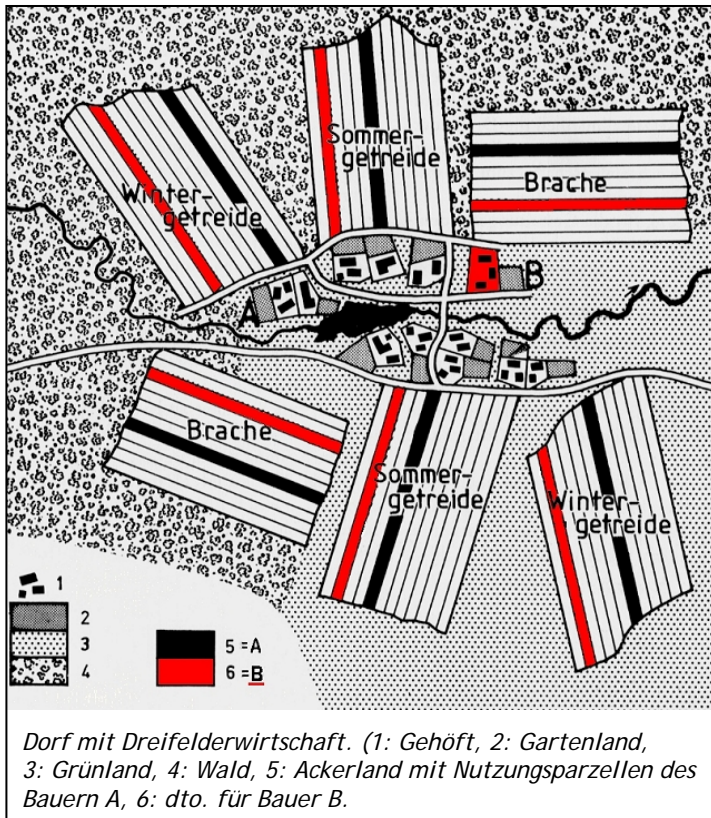 Sommer-
getreide
Winter-
getreide
Brache
A
B
Brache
Sommer-
getreide
Winter-
getreide
1
2
3
4
5 = A
6 = B
Dorf mit Dreifelderwirtschaft. (1: Gehöft, 2: Gartenland,
3: Grünland, 4: Wald, 5: Ackerland mit Nutzungsparzellen des
Bauern A, 6: dto. für Bauer B.